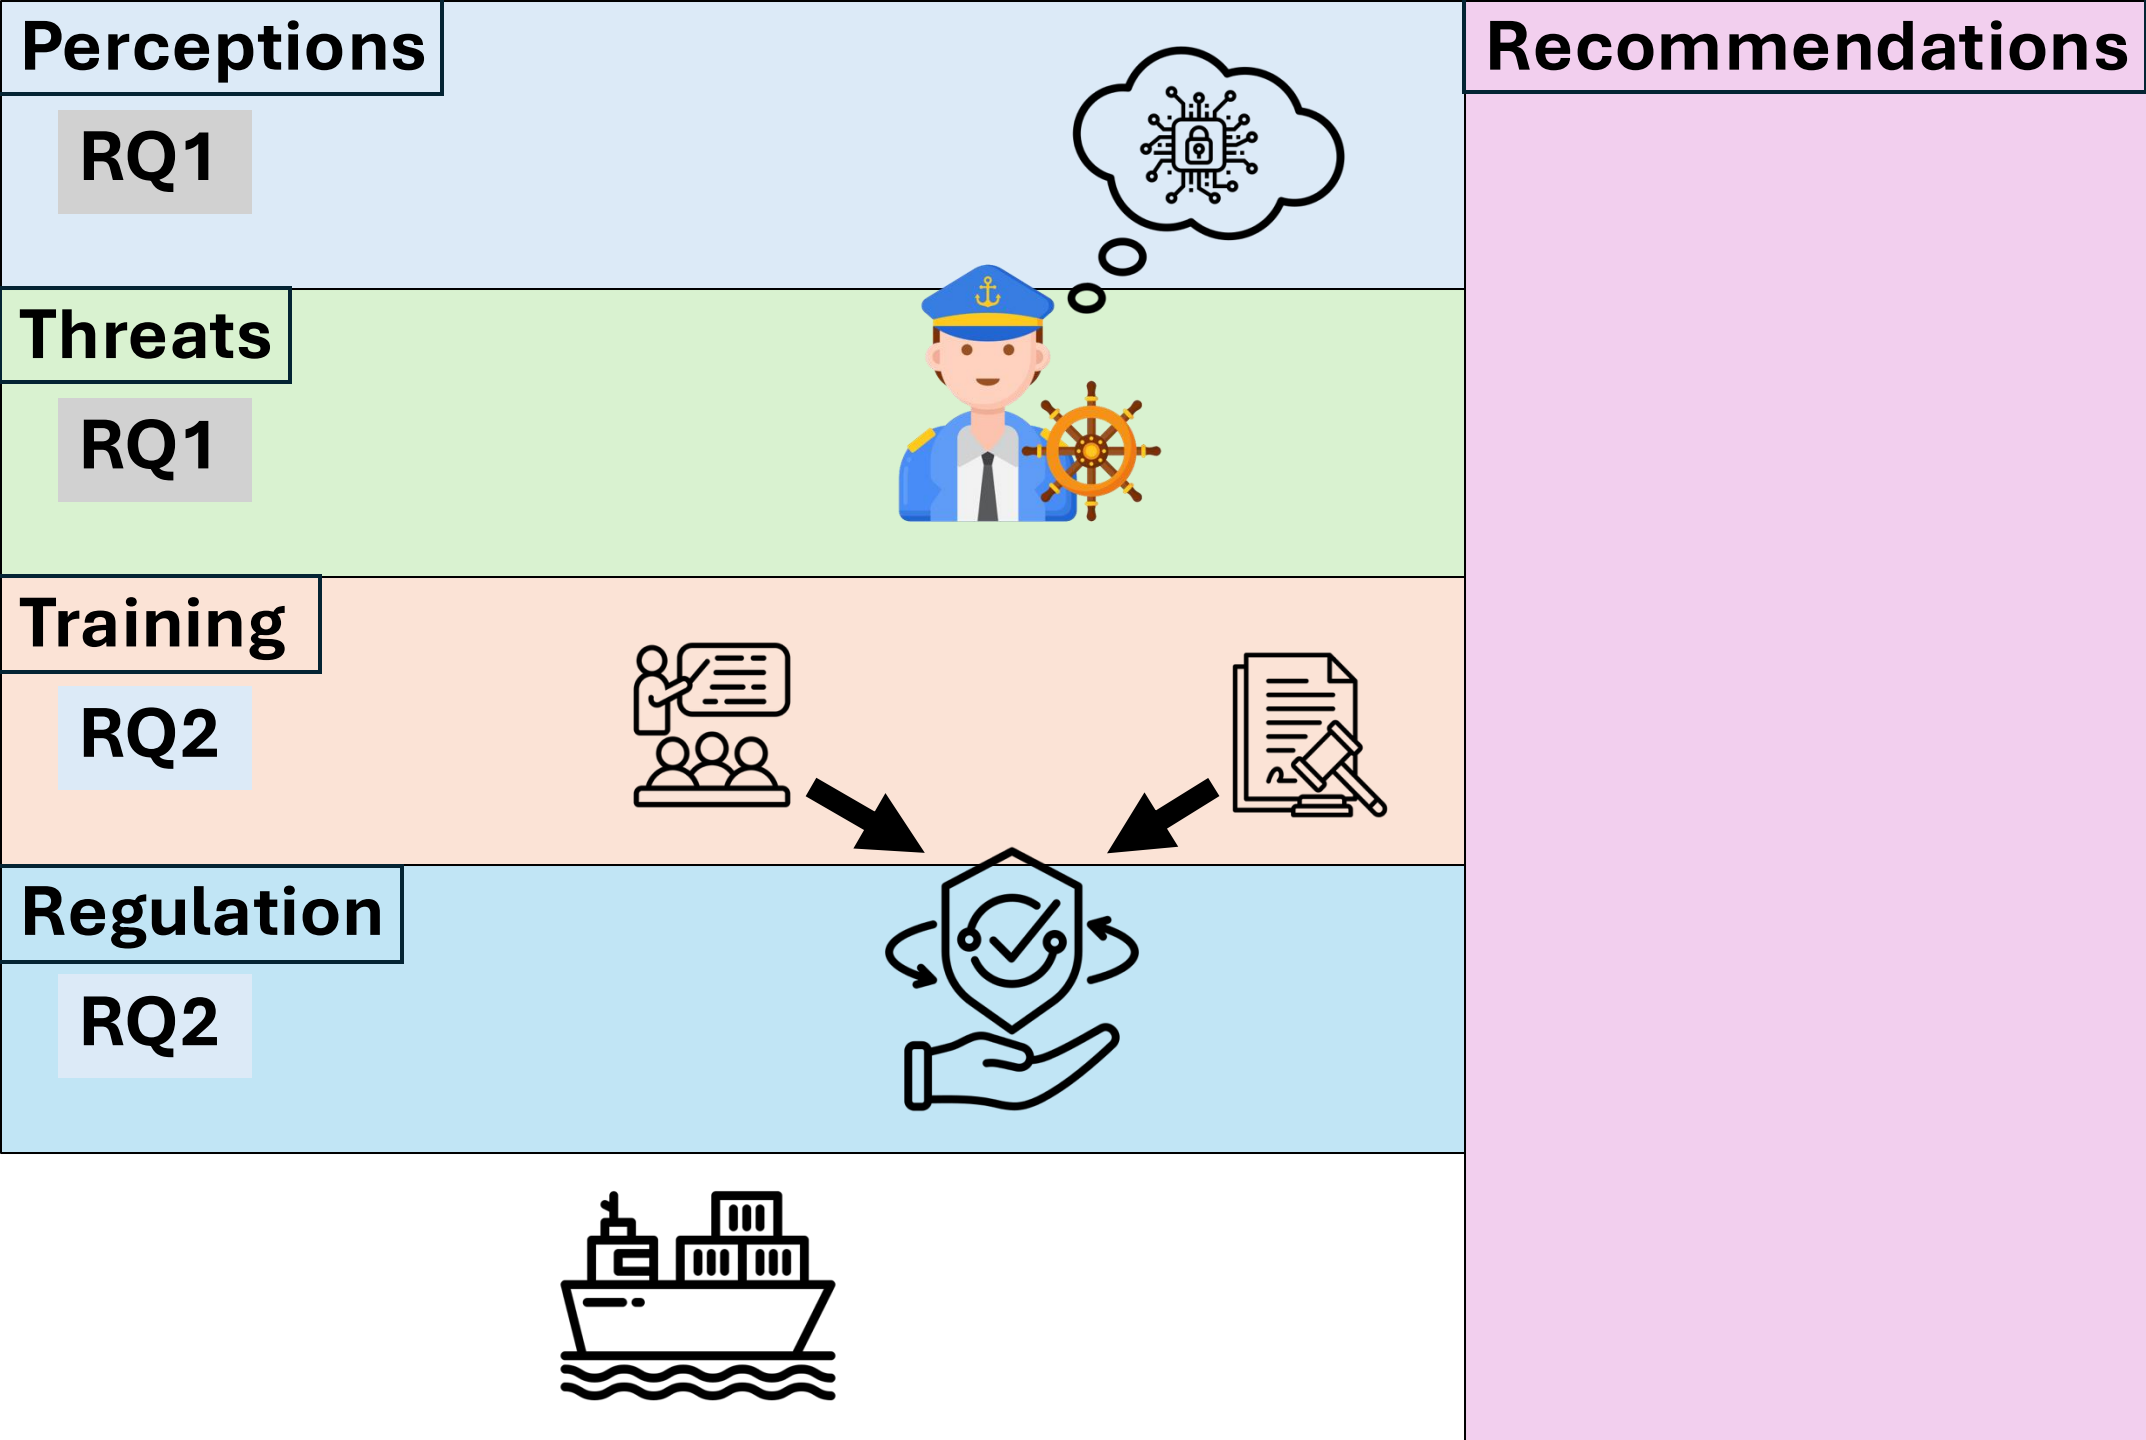 Perceptions
RQ1
Threats
RQ1
Training
RQ2
Regulation
RQ2
Recommendations